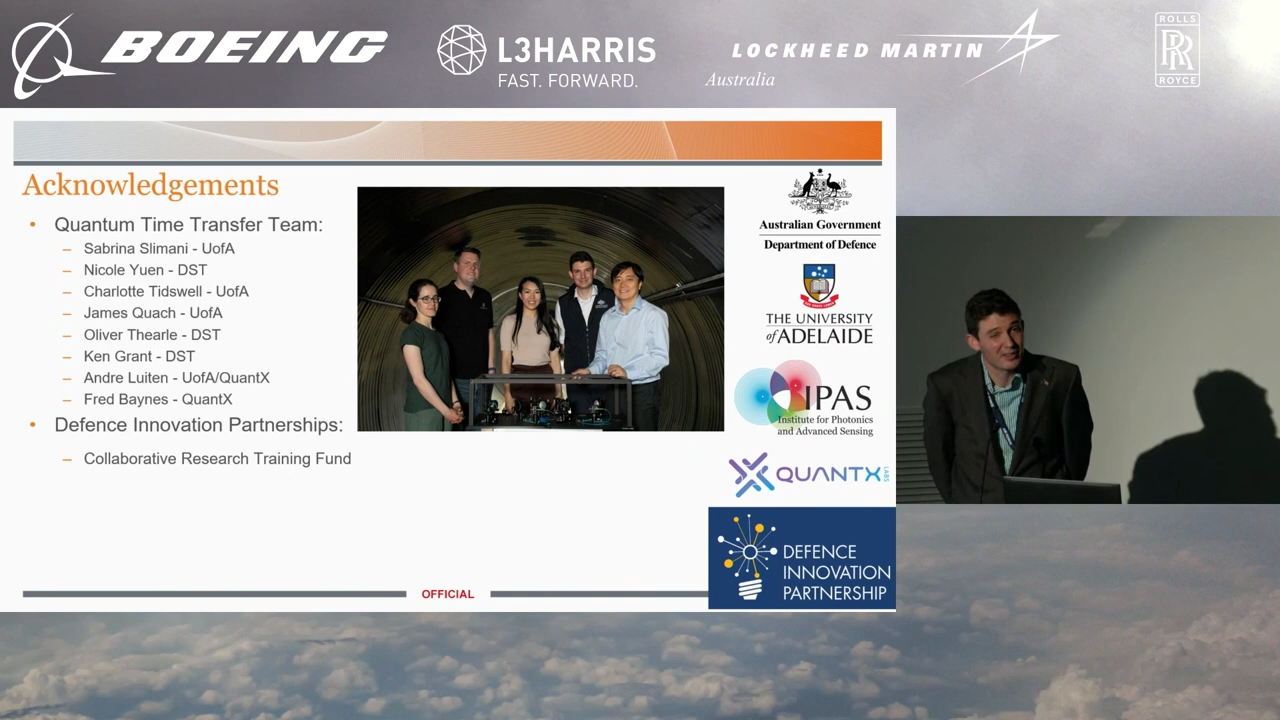 BOEING
L3HARRIS
FAST. FORWARD.
LOCKHEED MARTIN
Australia
ROLLS
RR
ROYCE
Acknowledgements
• Quantum Time Transfer Team:
– Sabrina Slimani - UofA
– Nicole Yuen - DST
– Charlotte Tidswell - UofA
– James Quach - UofA
– Oliver Thearle - DST
– Ken Grant - DST
– Andre Luiten - UofA/QuantX
– Fred Baynes - QuantX
• Defence Innovation Partnerships:
– Collaborative Research Training Fund
Australian Government
Department of Defence
THE UNIVERSITY
of ADELAIDE
IPAS
Institute for Photonics
and Advanced Sensing
QUANTX LABS
DEFENCE
INNOVATION
PARTNERSHIP
OFFICIAL